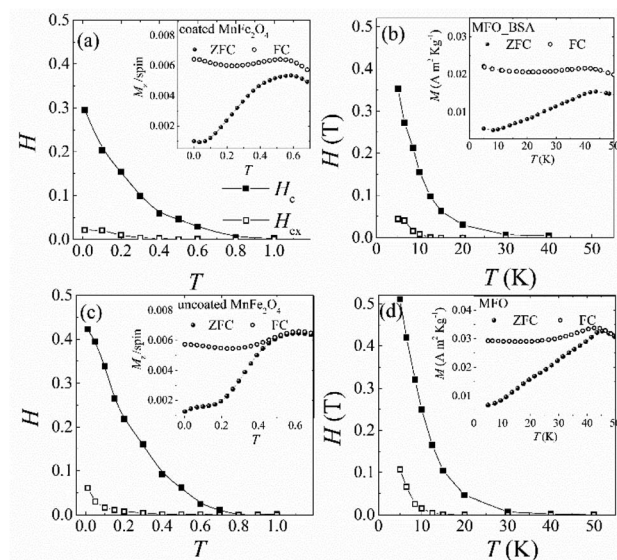 (a)
coated MnFe₂O₄
ZFC FC
M_z/spin
0.006
0.004
0.002
0.0 0.2 0.4 0.6
T
H
0.5
0.4
0.3
0.2
0.1
0.0
H_c
H_ex
0.0 0.2 0.4 0.6 0.8 1.0
T
(b)
MFO_BSA
ZFC FC
M (A m² Kg⁻¹)
0.03
0.02
0.01
0 10 20 30 40 50
T(K)
H (T)
0.5
0.4
0.3
0.2
0.1
0.0
0 10 20 30 40 50
T (K)
(c)
uncoated MnFe₂O₄
ZFC FC
M_z/spin
0.008
0.006
0.004
0.002
0.000
0.0 0.2 0.4 0.6
T
H
0.5
0.4
0.3
0.2
0.1
0.0
0.0 0.2 0.4 0.6 0.8 1.0
T
(d)
MFO
ZFC FC
M (A m² Kg⁻¹)
0.04
0.03
0.02
0.01
0 10 20 30 40 50
T(K)
H (T)
0.5
0.4
0.3
0.2
0.1
0.0
0 10 20 30 40 50
T (K)